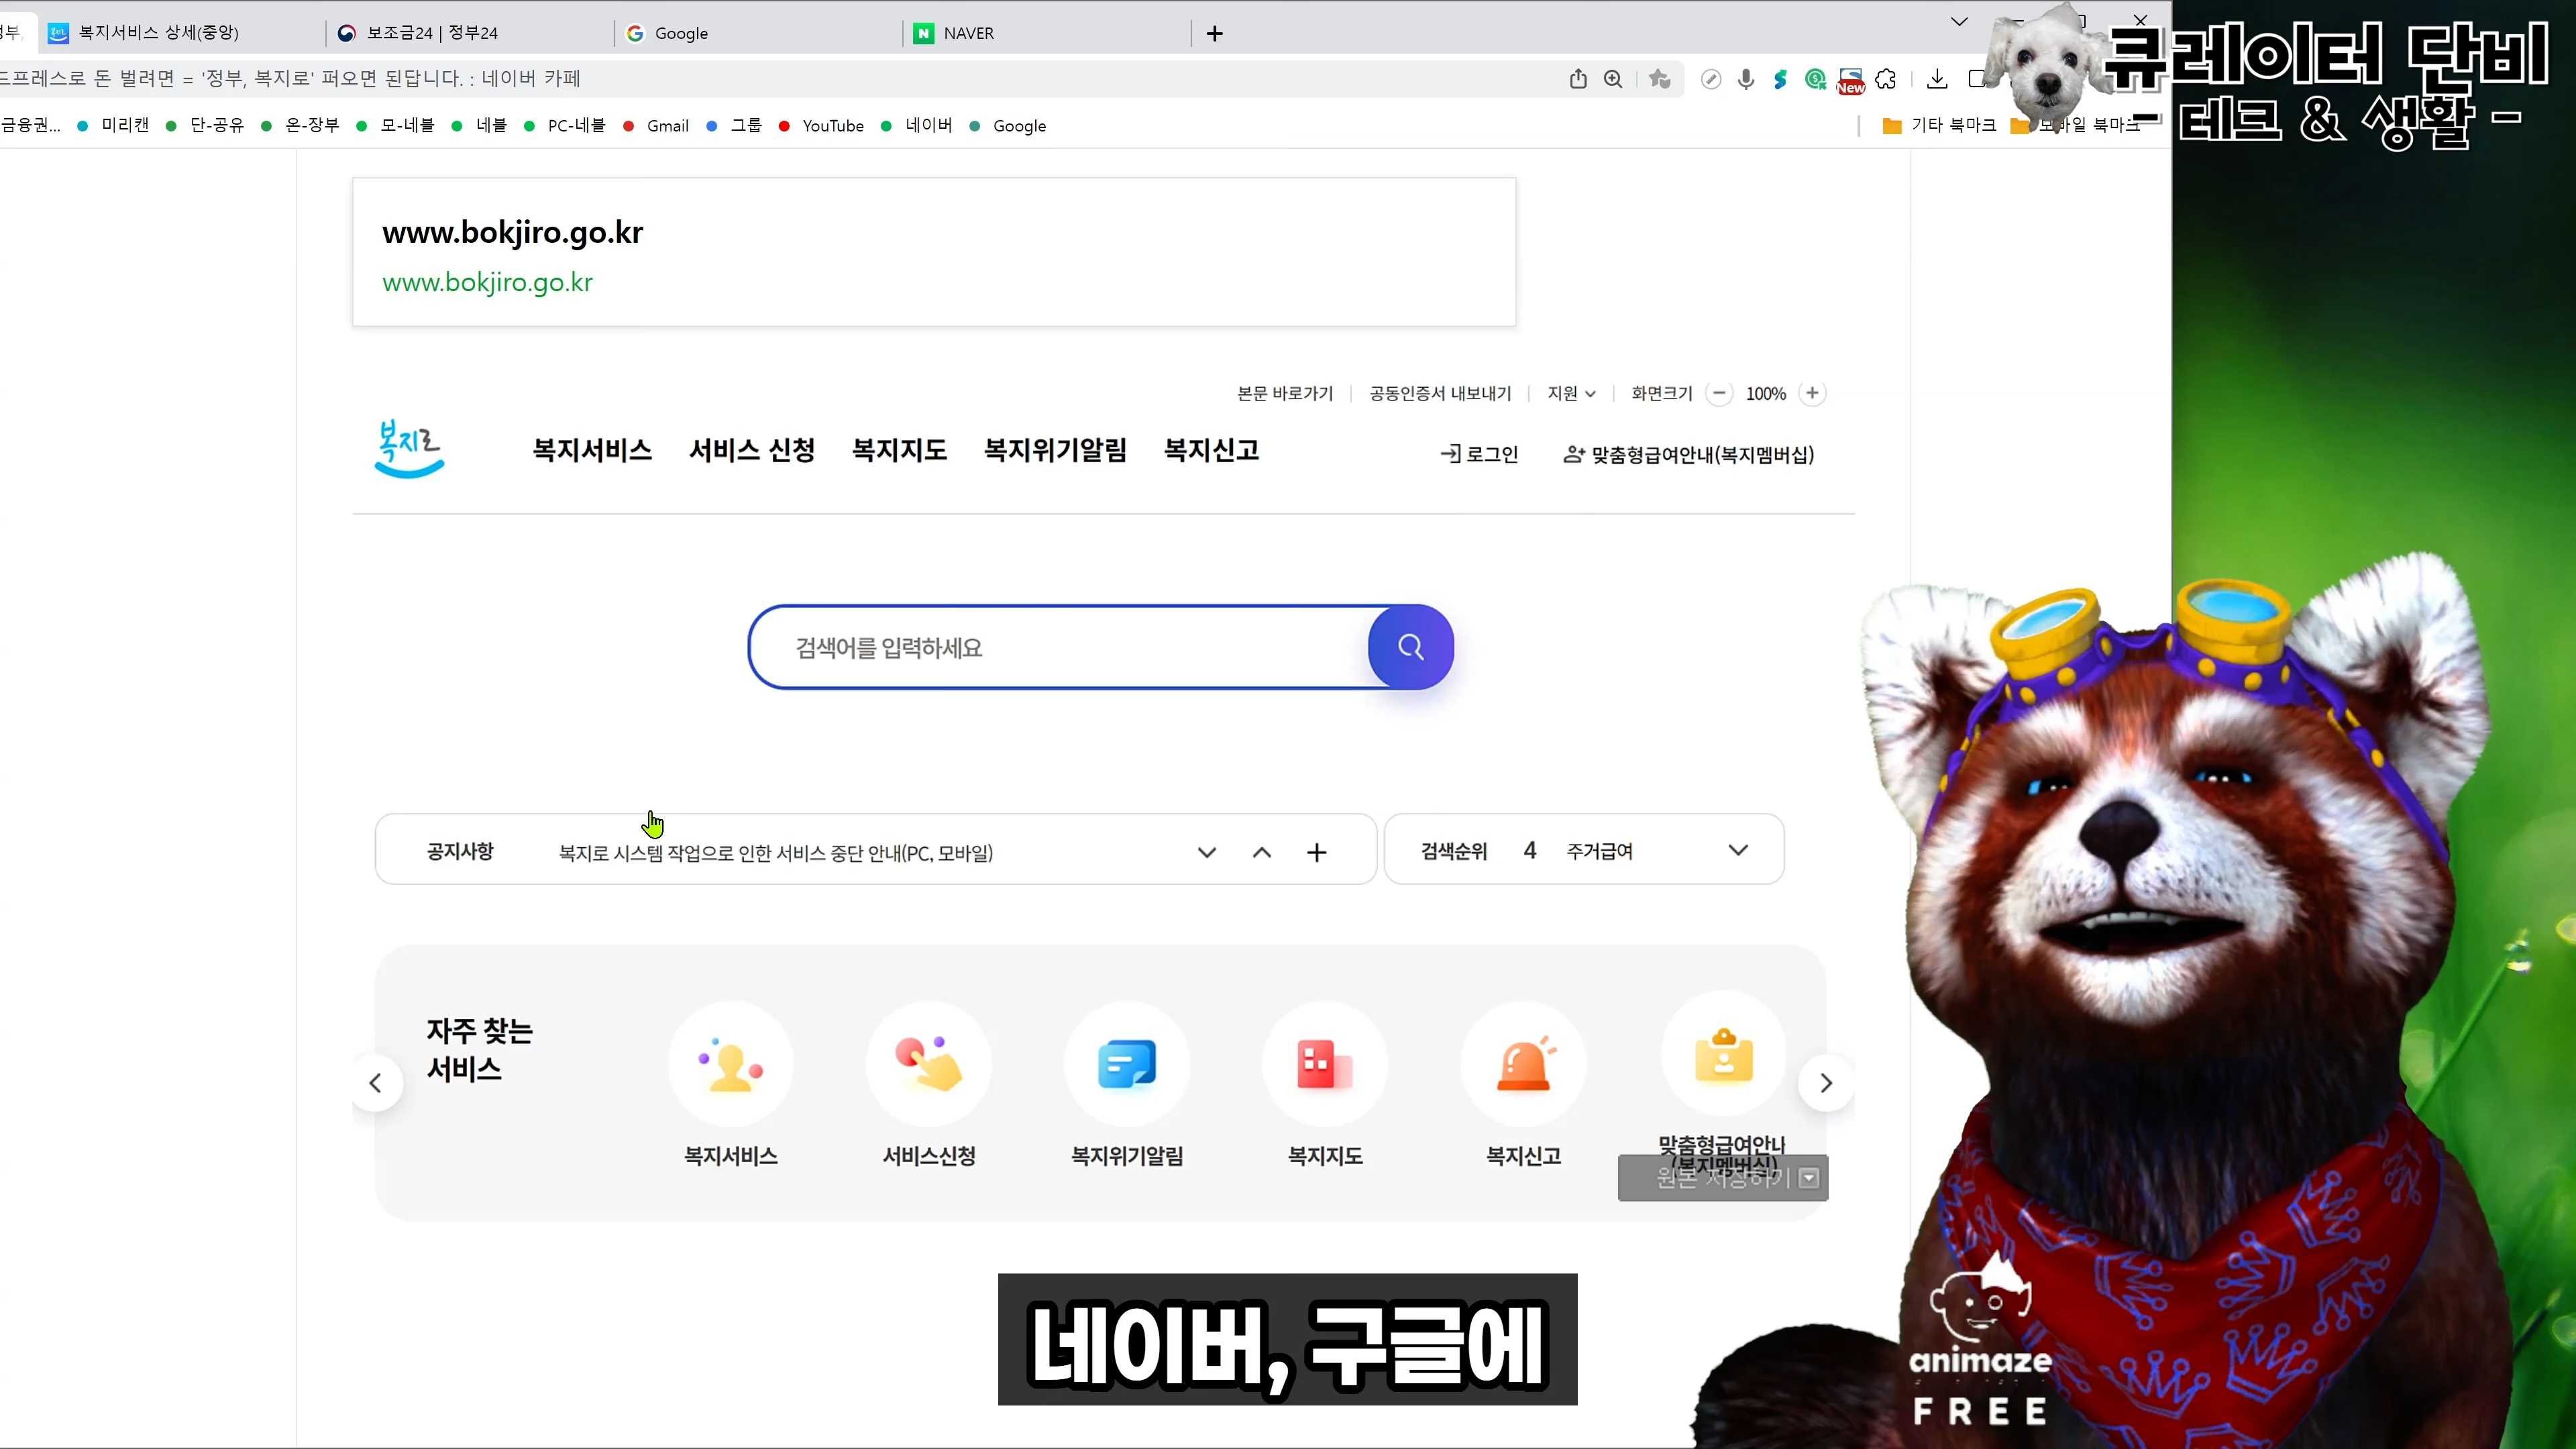 정부,
복지서비스 상세(중앙)
보조금24 | 정부24
Google
NAVER
드프레스로 돈 벌려면 = '정부, 복지로' 퍼오면 된답니다. : 네이버 카페
New
큐레이터 단비
- 테크 & 생활 -
금융권...
미리캔
단-공유
온-장부
모-네블
네블
PC-네블
Gmail
그룹
YouTube
네이버
Google
기타 북마크
모바일 북마크
www.bokjiro.go.kr
www.bokjiro.go.kr
본문 바로가기
공동인증서 내보내기
지원
화면크기
100%
복지로
복지서비스
서비스 신청
복지지도
복지위기알림
복지신고
로그인
맞춤형급여안내(복지멤버십)
검색어를 입력하세요
공지사항
복지로 시스템 작업으로 인한 서비스 중단 안내(PC, 모바일)
검색순위
4
주거급여
자주 찾는
서비스
복지서비스
서비스신청
복지위기알림
복지지도
복지신고
맞춤형급여안내
(복지멤버십)
원본 저장하기
네이버, 구글에
animaze
FREE